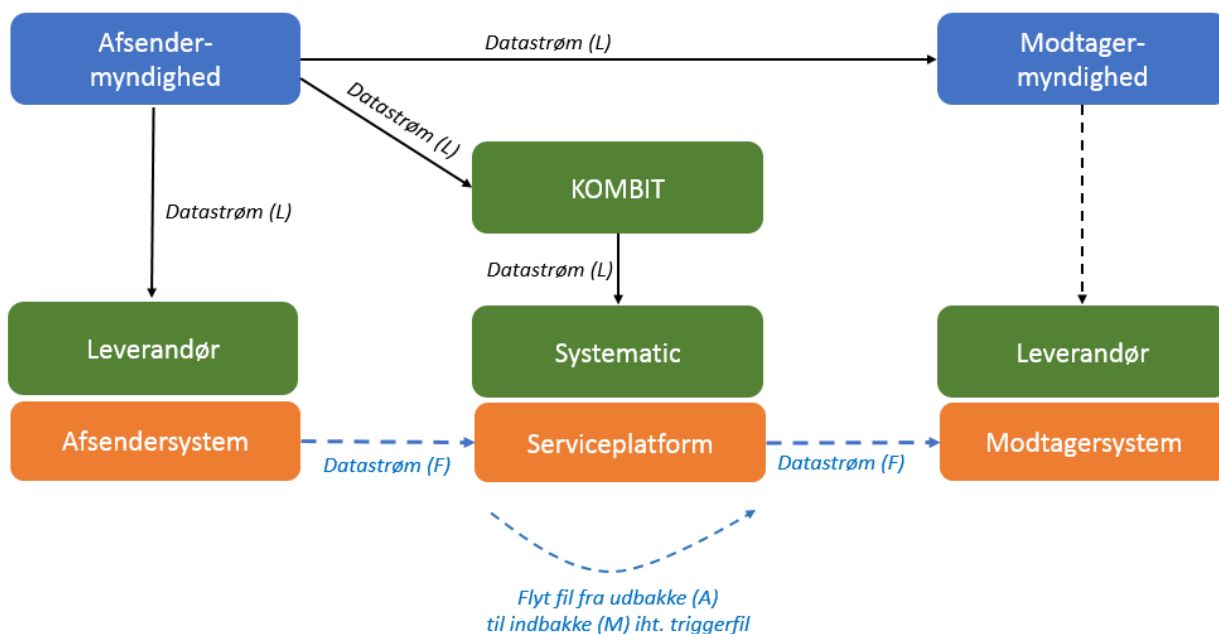 Afsender-
myndighed
Datastrøm (L)
Modtager-
myndighed
Datastrøm (L)
KOMBIT
Datastrøm (L)
Datastrøm (L)
Leverandør
Systematic
Leverandør
Afsendersystem
Serviceplatform
Modtagersystem
Datastrøm (F)
Datastrøm (F)
Flyt fil fra udbakke (A)
til indbakke (M) iht. triggerfil